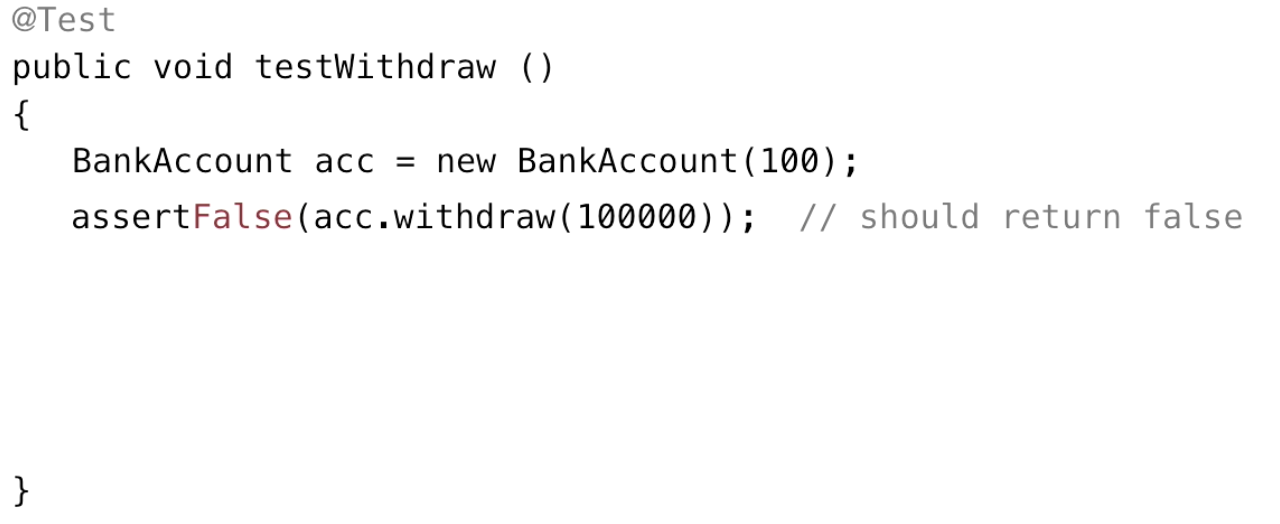 @Test
public void testWithdraw ()
{
BankAccount acc = new BankAccount(100);
assertFalse(acc.withdraw(100000)); // should return false
}